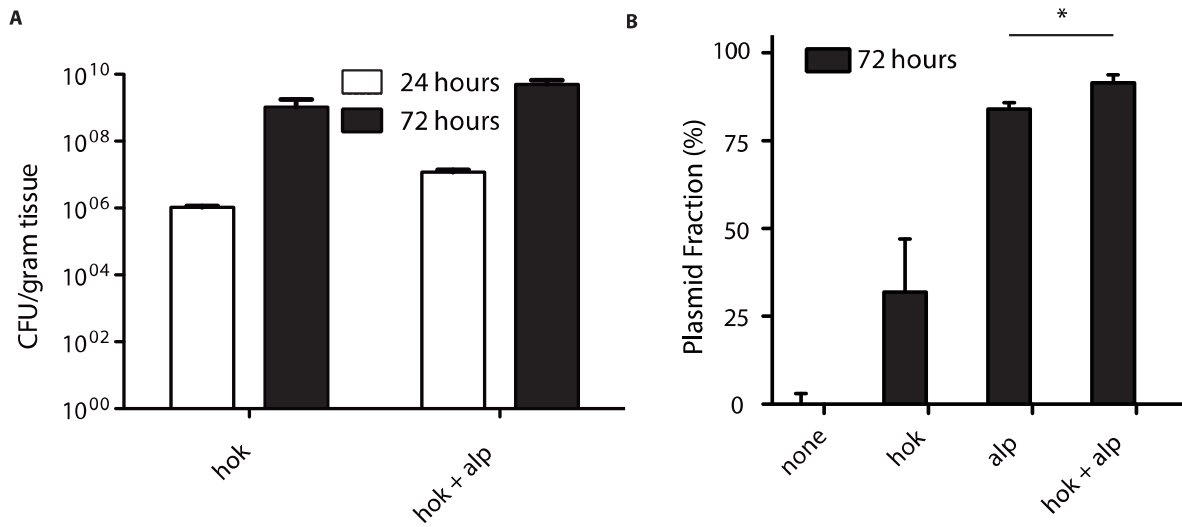 A
CFU/gram tissue
10^10
10^08
10^06
10^04
10^02
10^00
24 hours
72 hours
hok
hok + alp
B
*
Plasmid Fraction (%)
100
75
50
25
0
72 hours
none
hok
alp
hok + alp